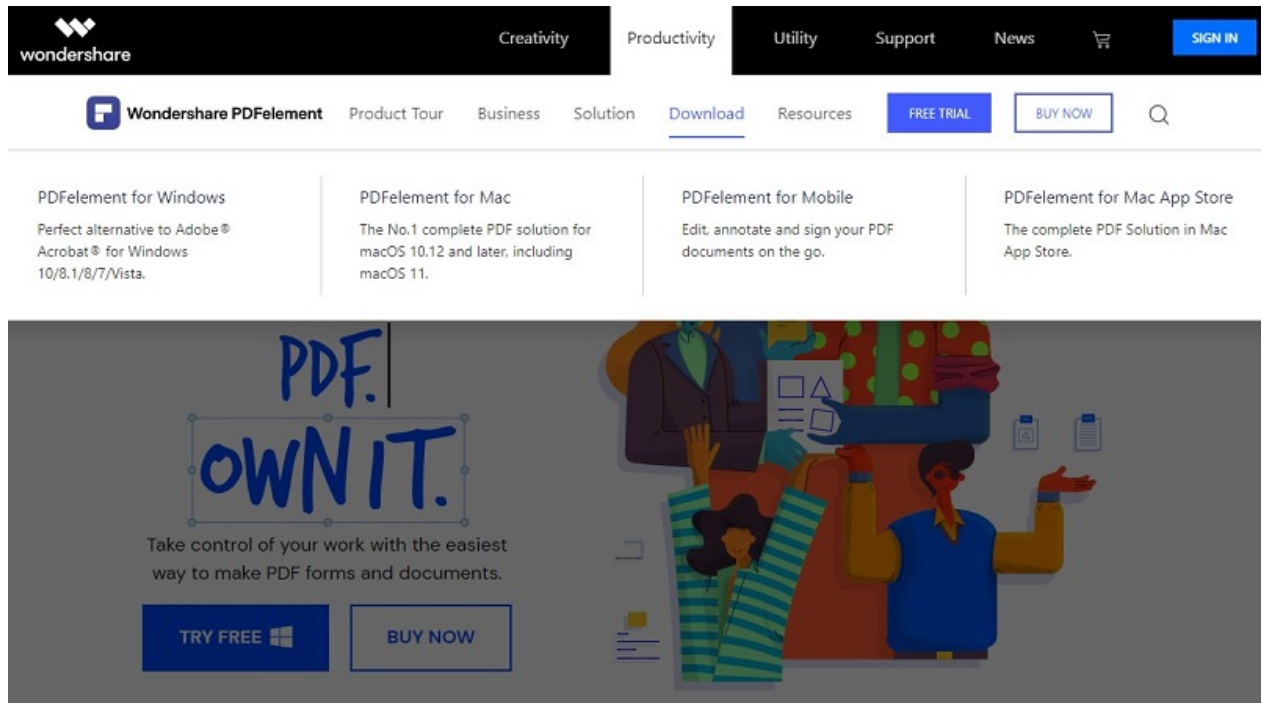 wondershare
Creativity Productivity Utility Support News SIGN IN
Wondershare PDFelement Product Tour Business Solution Download Resources FREE TRIAL BUY NOW
PDFelement for Windows
Perfect alternative to Adobe®
Acrobat® for Windows
10/8.1/8/7/Vista.
PDFelement for Mac
The No.1 complete PDF solution for
macOS 10.12 and later, including
macOS 11.
PDFelement for Mobile
Edit, annotate and sign your PDF
documents on the go.
PDFelement for Mac App Store
The complete PDF Solution in Mac
App Store.
PDF.
OWN IT.
Take control of your work with the easiest
way to make PDF forms and documents.
TRY FREE BUY NOW